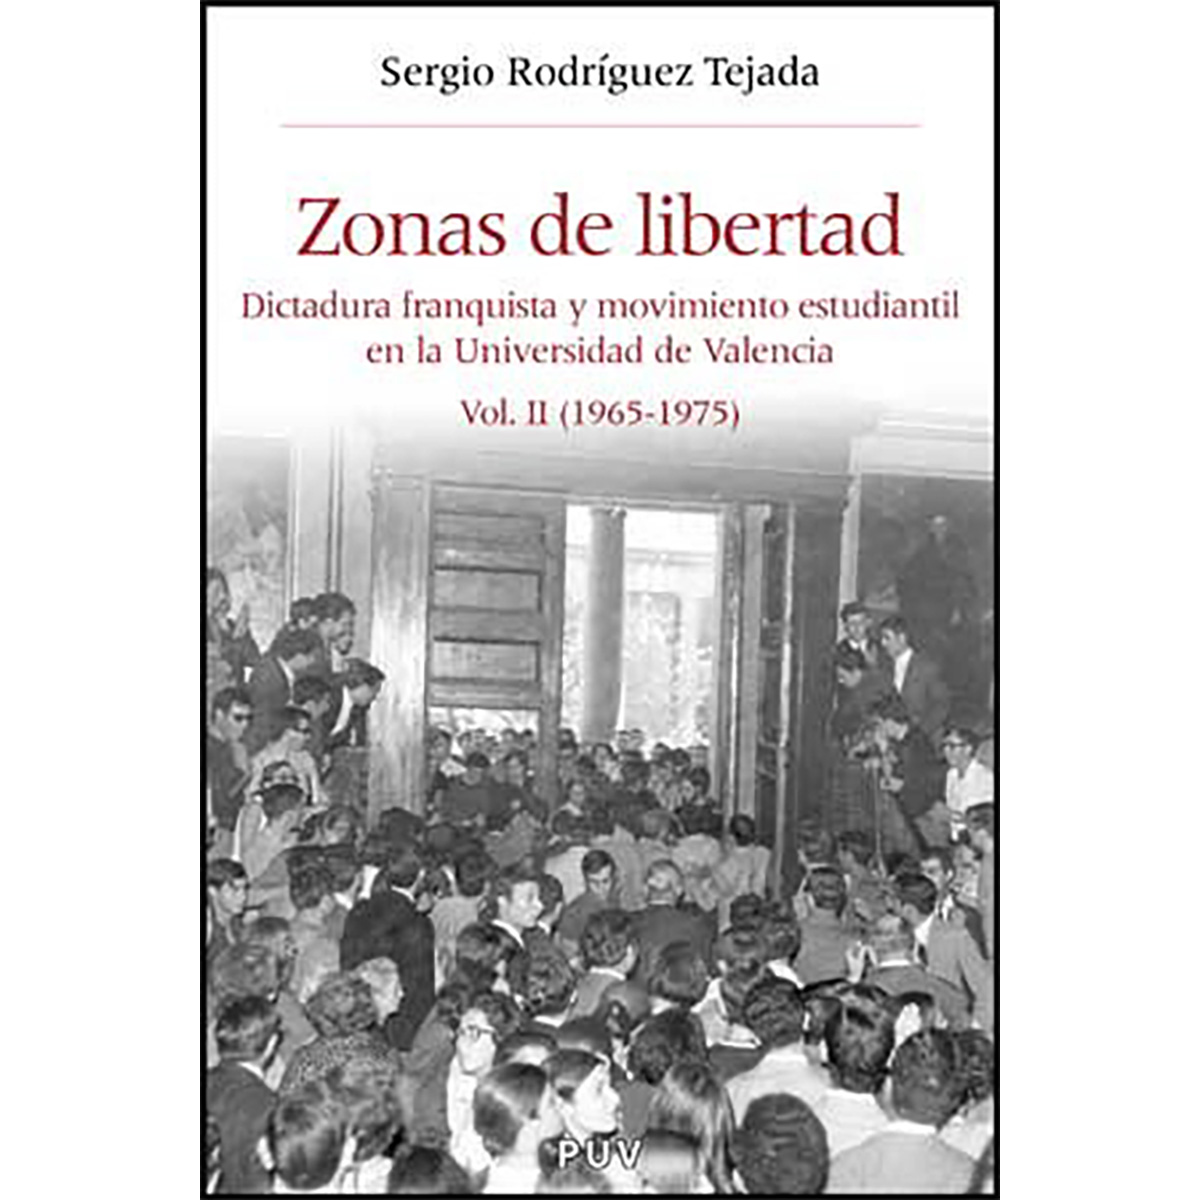 Sergio Rodríguez Tejada
Zonas de libertad
Dictadura franquista y movimiento estudiantil
en la Universidad de Valencia
Vol. II (1965-1975)
PUV